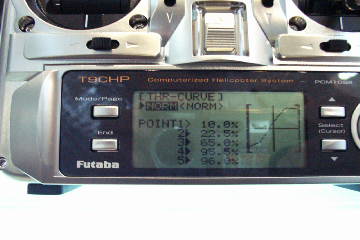 V
V
T9CHP Computerized Helicopter System PCM1024
Mode/Page
[THR-CURVE]
▶NORM(NORM)
POINT1▶ 10.0%
2▶ 22.5%
3▶ 65.0%
4▶ 95.5%
5▶ 96.0%
Select
(Cursor)
End
Futaba